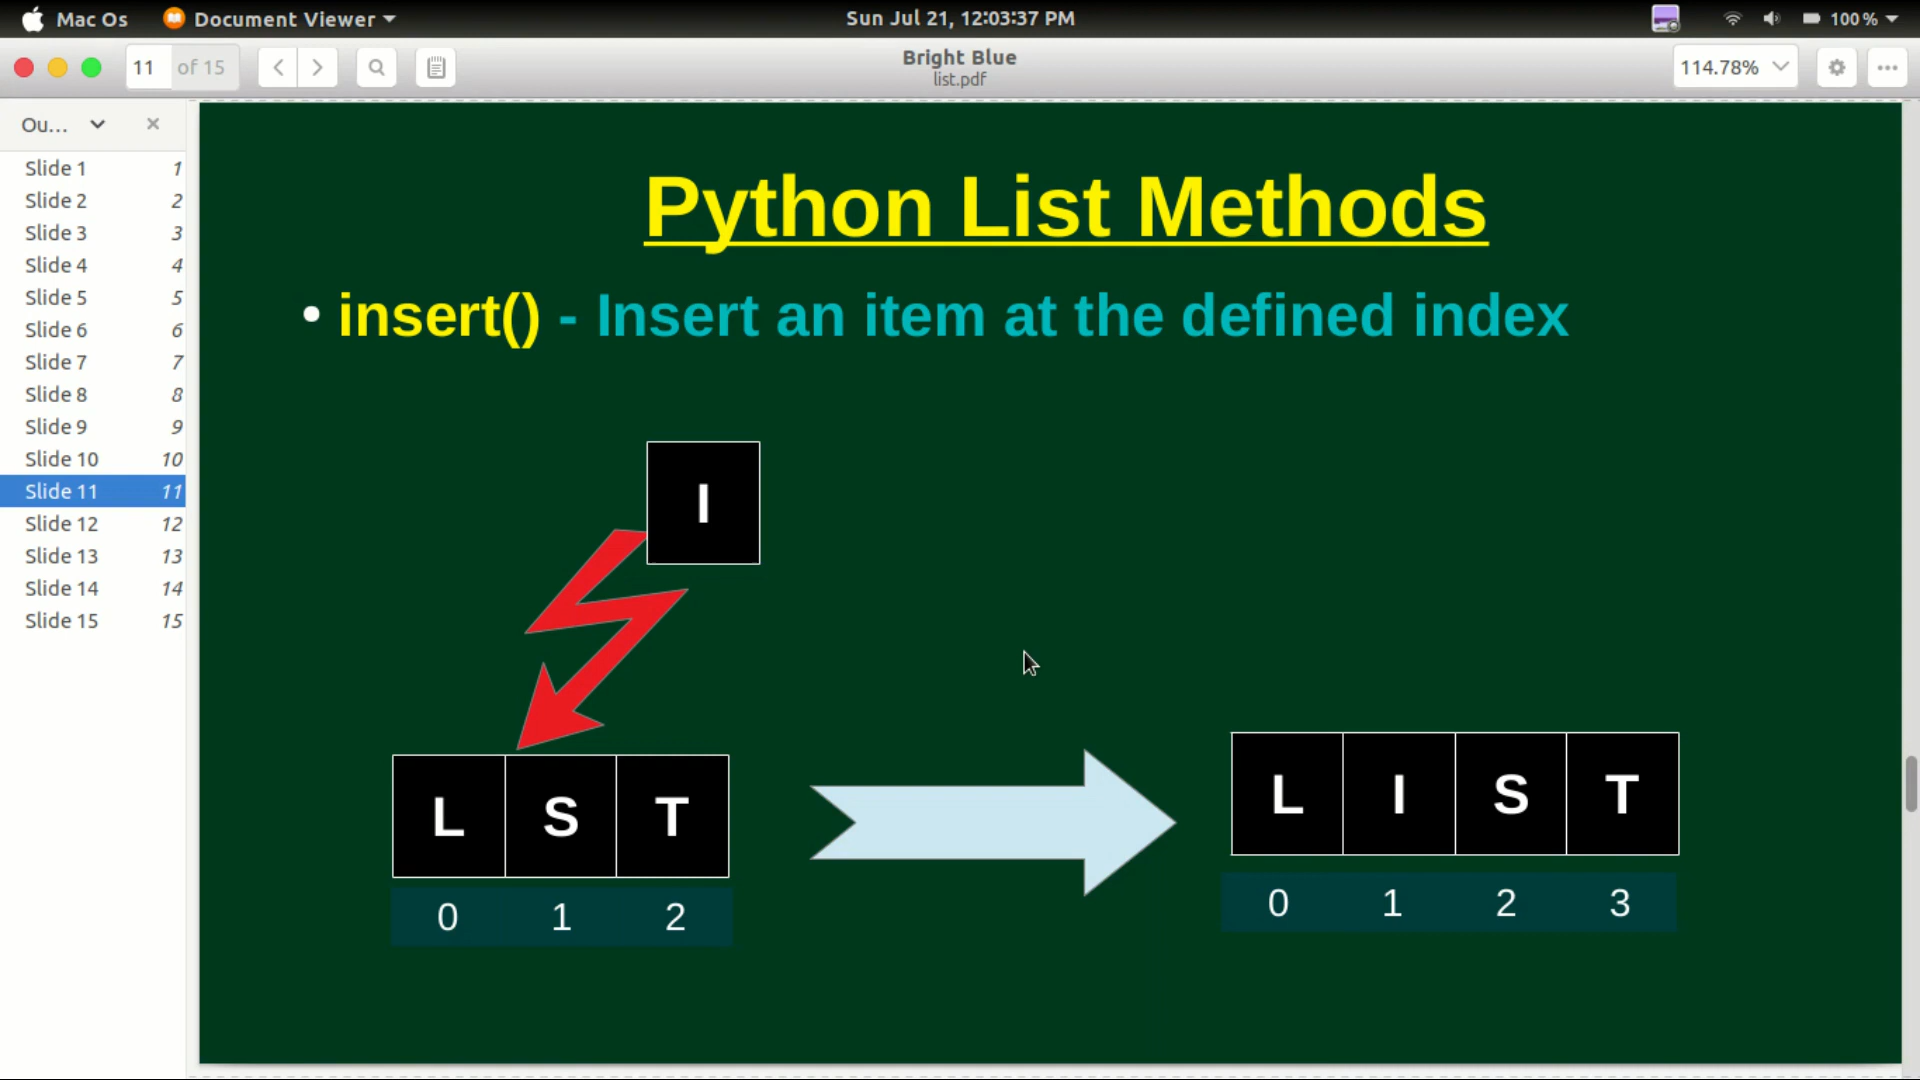 Mac Os Document Viewer Sun Jul 21, 12:03:37 PM 100 %
11 of 15 Bright Blue 114.78%
list.pdf
Ou...
Slide 1 1
Slide 2 2
Slide 3 3
Slide 4 4
Slide 5 5
Slide 6 6
Slide 7 7
Slide 8 8
Slide 9 9
Slide 10 10
Slide 11 11
Slide 12 12
Slide 13 13
Slide 14 14
Slide 15 15
Python List Methods
• insert() - Insert an item at the defined index
I
L S T
0 1 2
L I S T
0 1 2 3